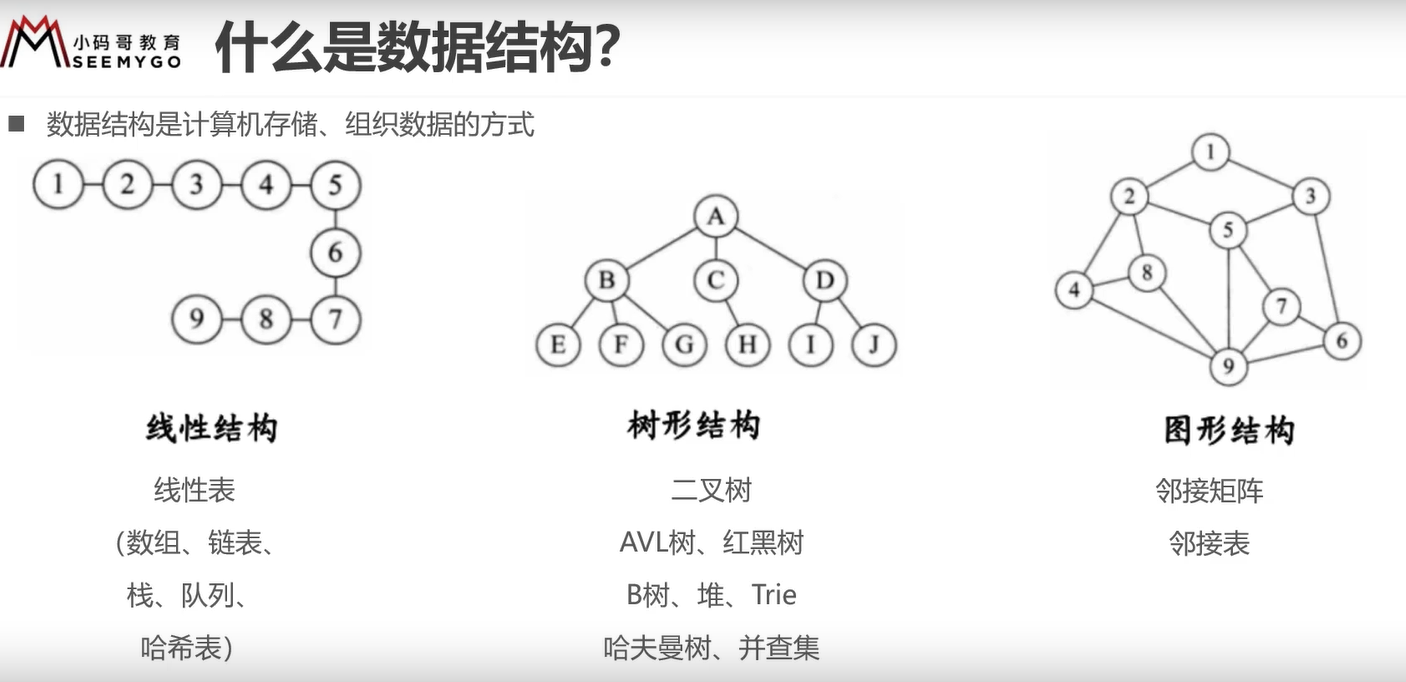 小码哥教育
SEEMYGO
什么是数据结构?
■ 数据结构是计算机存储、组织数据的方式
1 2 3 4 5
6
9 8 7
线性结构
线性表
(数组、链表、
栈、队列、
哈希表)
A
B C D
E F G H I J
树形结构
二叉树
AVL树、红黑树
B树、堆、Trie
哈夫曼树、并查集
1
2 3
5
8
4
7
6
9
图形结构
邻接矩阵
邻接表